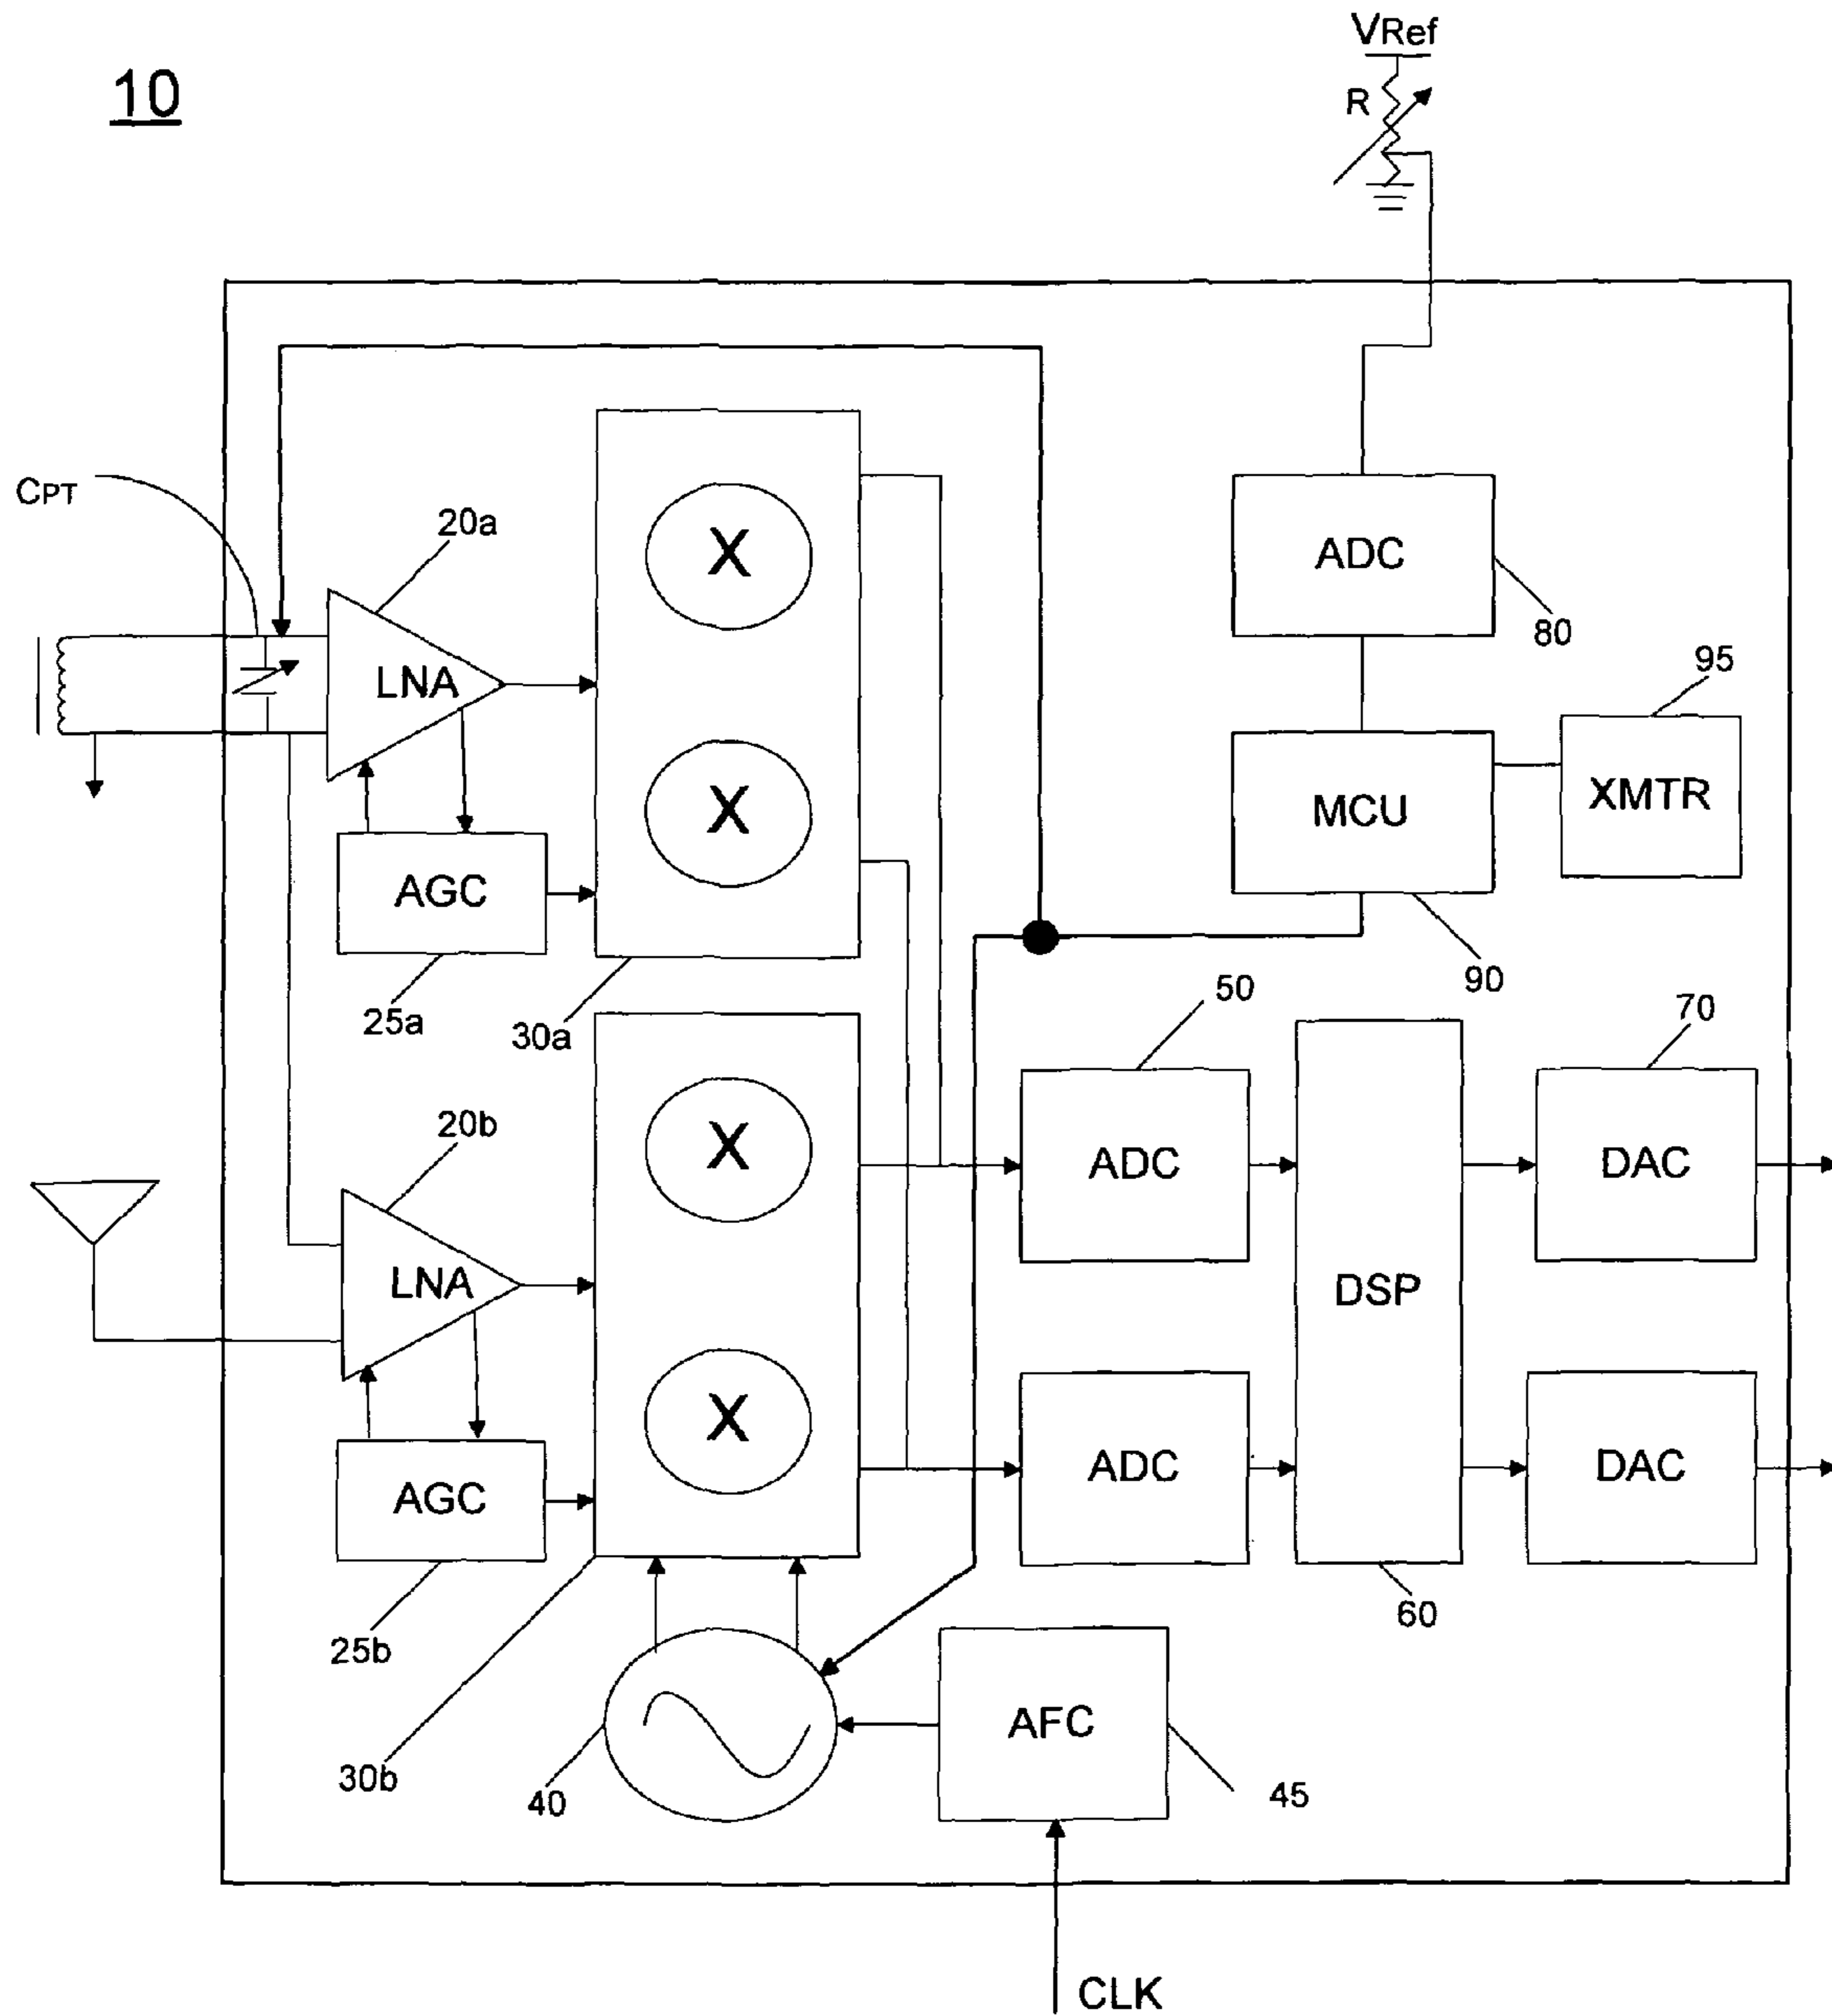 VRef
10
R
CPT
20a
LNA
X
ADC
80
95
X
MCU
XMTR
AGC
90
25a
30a
50
70
20b
X
ADC
DAC
LNA
DSP
X
ADC
DAC
AGC
60
25b
AFC
30b
40
45
CLK